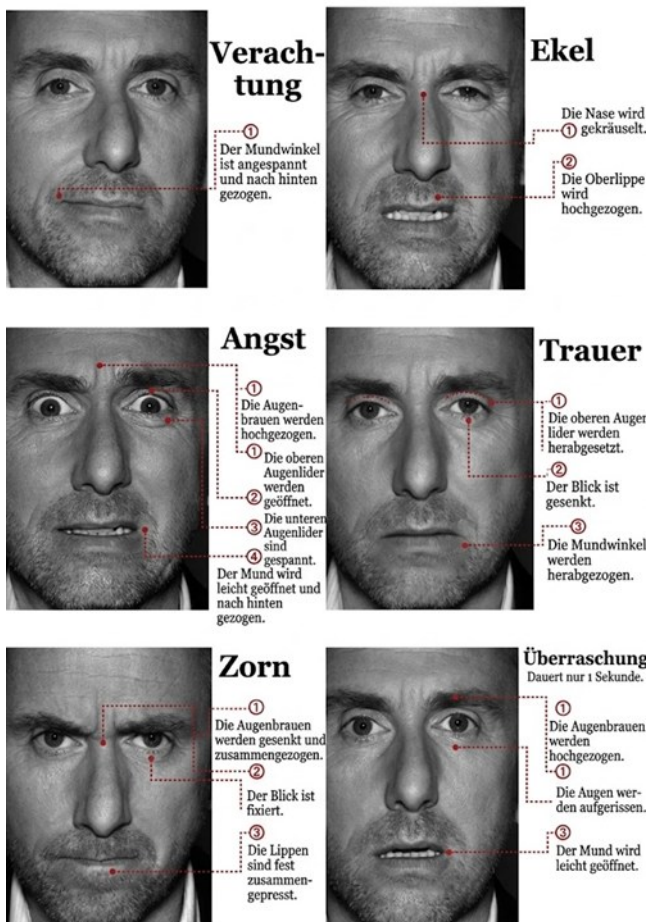 Verach-
tung
①
Der Mundwinkel
ist angespannt
und nach hinten
gezogen.
Ekel
Die Nase wird
① gekräuselt.
②
Die Oberlippe
wird
hochgezogen.
Angst
①
Die Augen-
brauen werden
hochgezogen.
① Die oberen
Augenlider
werden
② geöffnet.
③ Die unteren
Augenlider
sind
④ gespannt.
Der Mund wird
leicht geöffnet und
nach hinten
gezogen.
Trauer
①
Die oberen Augen
lider werden
herabgesetzt.
②
Der Blick ist
gesenkt.
③
Die Mundwinkel
werden
herabgezogen.
Zorn
①
Die Augenbrauen
werden gesenkt und
zusammengezogen.
②
Der Blick ist
fixiert.
③
Die Lippen
sind fest
zusammen-
gepresst.
Überraschung
Dauert nur 1 Sekunde.
①
Die Augenbrauen
werden
hochgezogen.
①
Die Augen wer-
den aufgerissen.
③
Der Mund wird
leicht geöffnet.